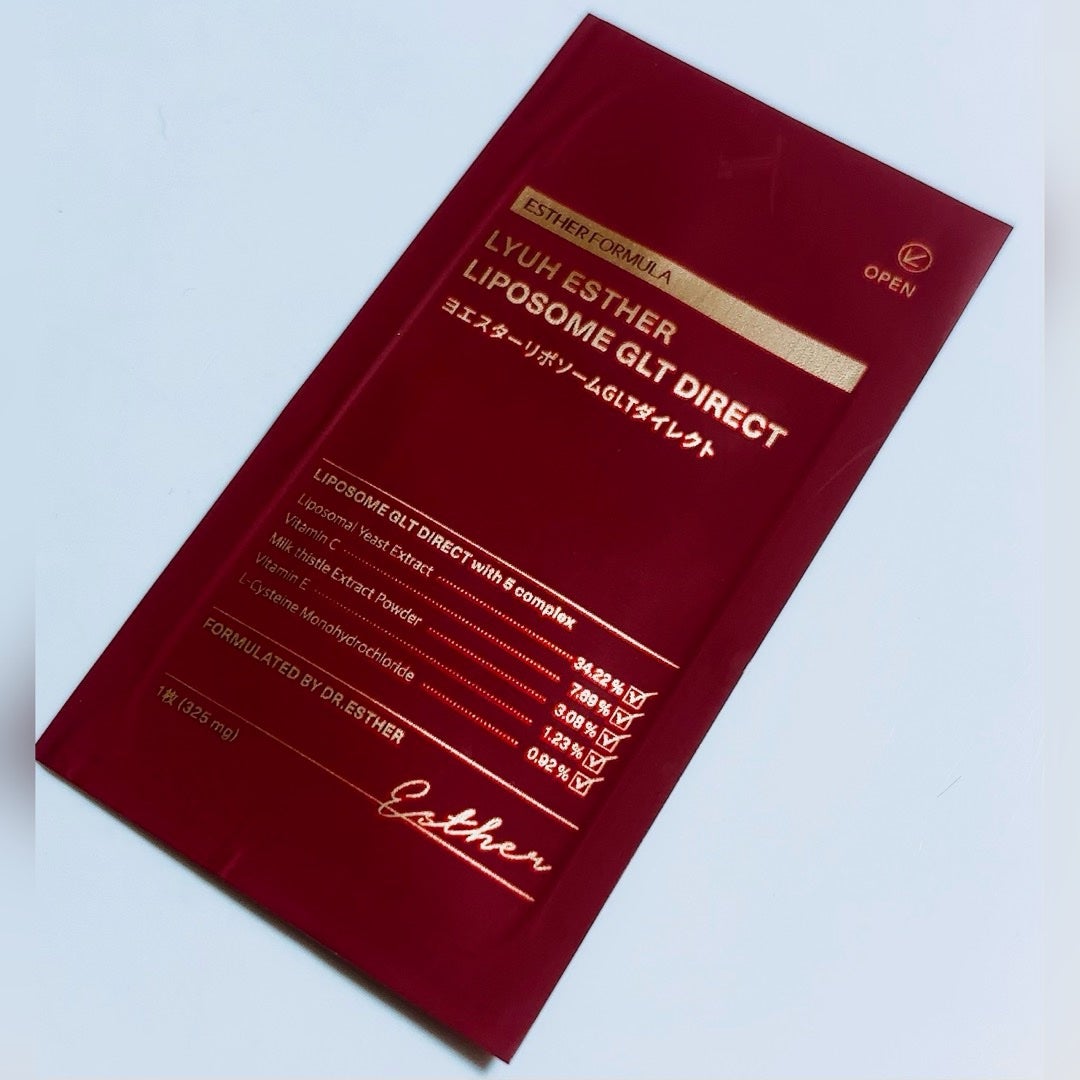 ESTHER FORMULA
OPEN
LYUH ESTHER
LIPOSOME GLT DIRECT
ヨエスターリポソームGLTダイレクト
LIPOSOME GLT DIRECT with 5 complex
Liposomal Yeast Extract 34.22%
Vitamin C 7.69%
Milk thistle Extract Powder 3.08%
Vitamin E 1.23%
L-Cysteine Monohydrochloride 0.92%
FORMULATED BY DR.ESTHER
1枚 (325 mg)
Esther